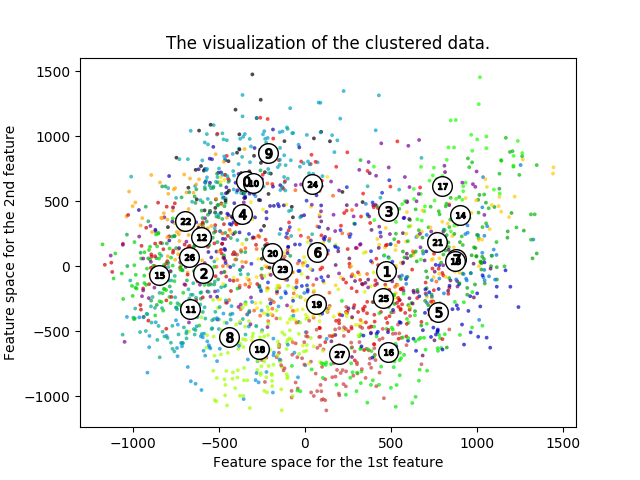 The visualization of the clustered data.
Feature space for the 2nd feature
1500
1000
500
0
−500
−1000
9
0 10 24
17
4 3 14
22
12 21
26 20 6
15 2 23 1
25
11 19 5
8
18 27 16
−1000 −500 0 500 1000 1500
Feature space for the 1st feature